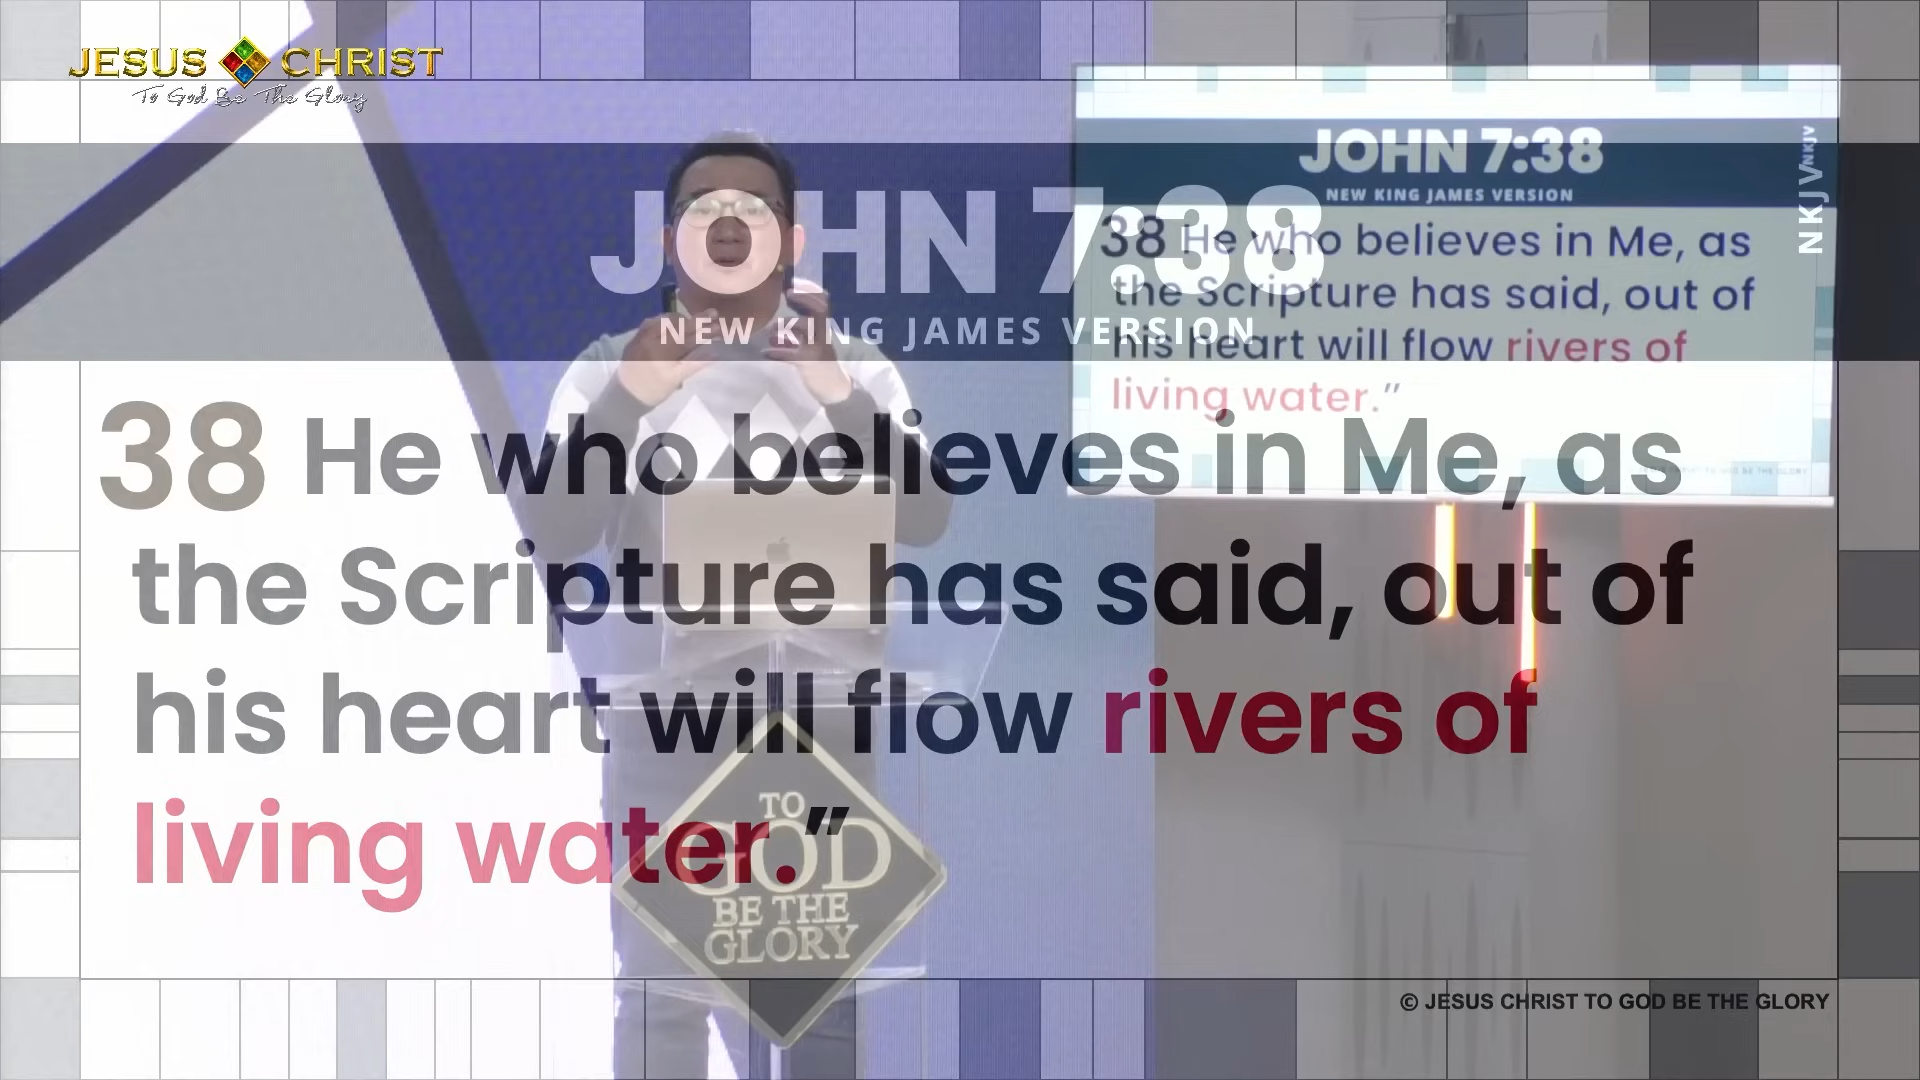 JESUS CHRIST
To God Be The Glory
JOHN 7:38
NEW KING JAMES VERSION
NKJV
38 He who believes in Me, as
the Scripture has said, out of
his heart will flow rivers of
living water.”
JOHN 7:38
NEW KING JAMES VERSION
NKJV
38 He who believes in Me, as
the Scripture has said, out of
his heart will flow rivers of
living water.”
TO
GOD
BE THE
GLORY
© JESUS CHRIST TO GOD BE THE GLORY